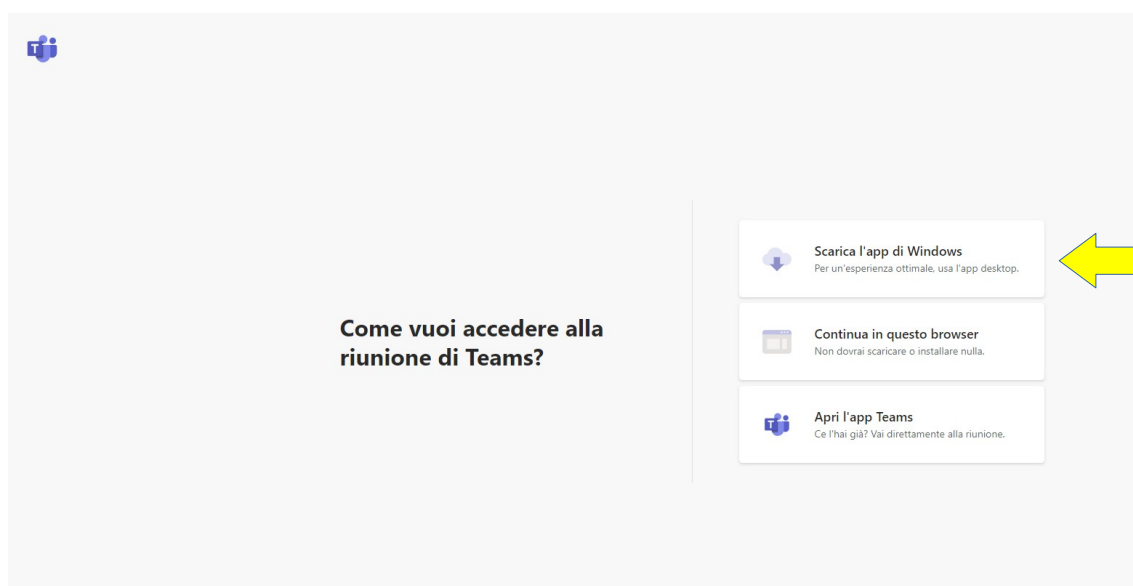 Come vuoi accedere alla
riunione di Teams?
Scarica l'app di Windows
Per un'esperienza ottimale, usa l'app desktop.
Continua in questo browser
Non dovrai scaricare o installare nulla.
Apri l'app Teams
Ce l'hai già? Vai direttamente alla riunione.